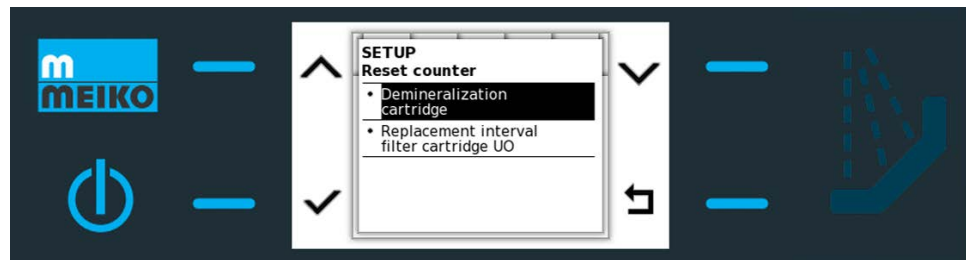 m
MEIKO
SETUP
Reset counter
• Demineralization
cartridge
• Replacement interval
filter cartridge UO